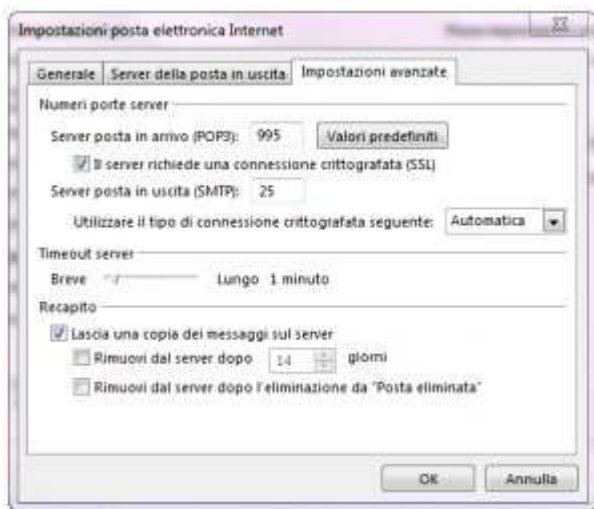 Impostazioni posta elettronica Internet
Generale Server della posta in uscita Impostazioni avanzate
Numeri porte server
Server posta in arrivo (POP3): 995 Valori predefiniti
Il server richiede una connessione crittografata (SSL)
Server posta in uscita (SMTP): 25
Utilizzare il tipo di connessione crittografata seguente: Automatica
Timeout server
Breve Lungo 1 minuto
Recapito
Lascia una copia dei messaggi sul server
Rimuovi dal server dopo 14 giorni
Rimuovi dal server dopo l'eliminazione da "Posta eliminata"
OK Annulla